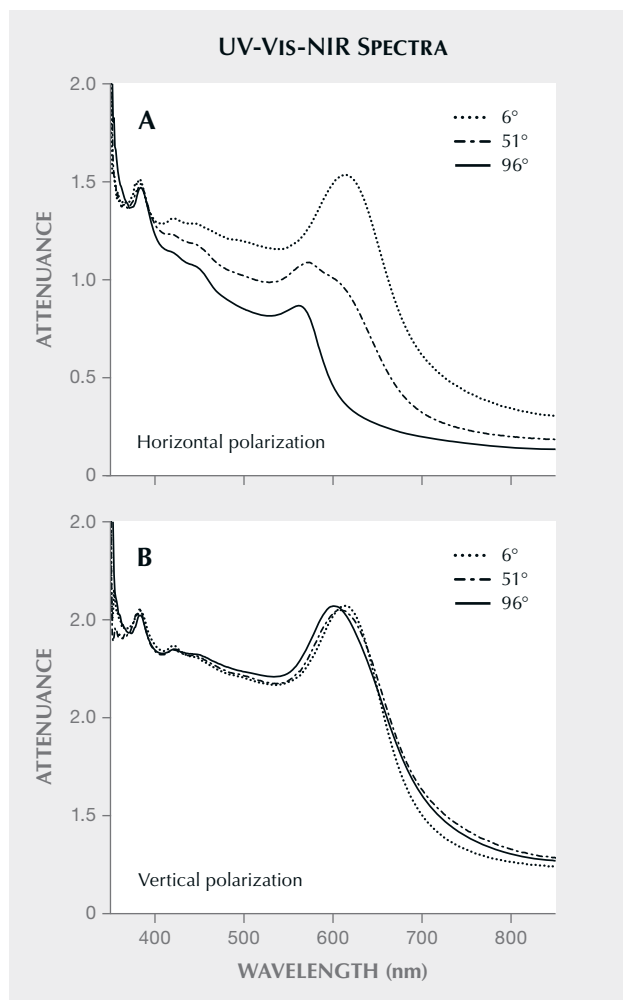 UV-VIS-NIR SPECTRA
2.0
A
6°
51°
96°
1.5
ATTENUANCE
1.0
0.5
Horizontal polarization
0
2.0
B
6°
51°
96°
2.0
ATTENUANCE
2.0
1.5
Vertical polarization
0
400 500 600 700 800
WAVELENGTH (nm)